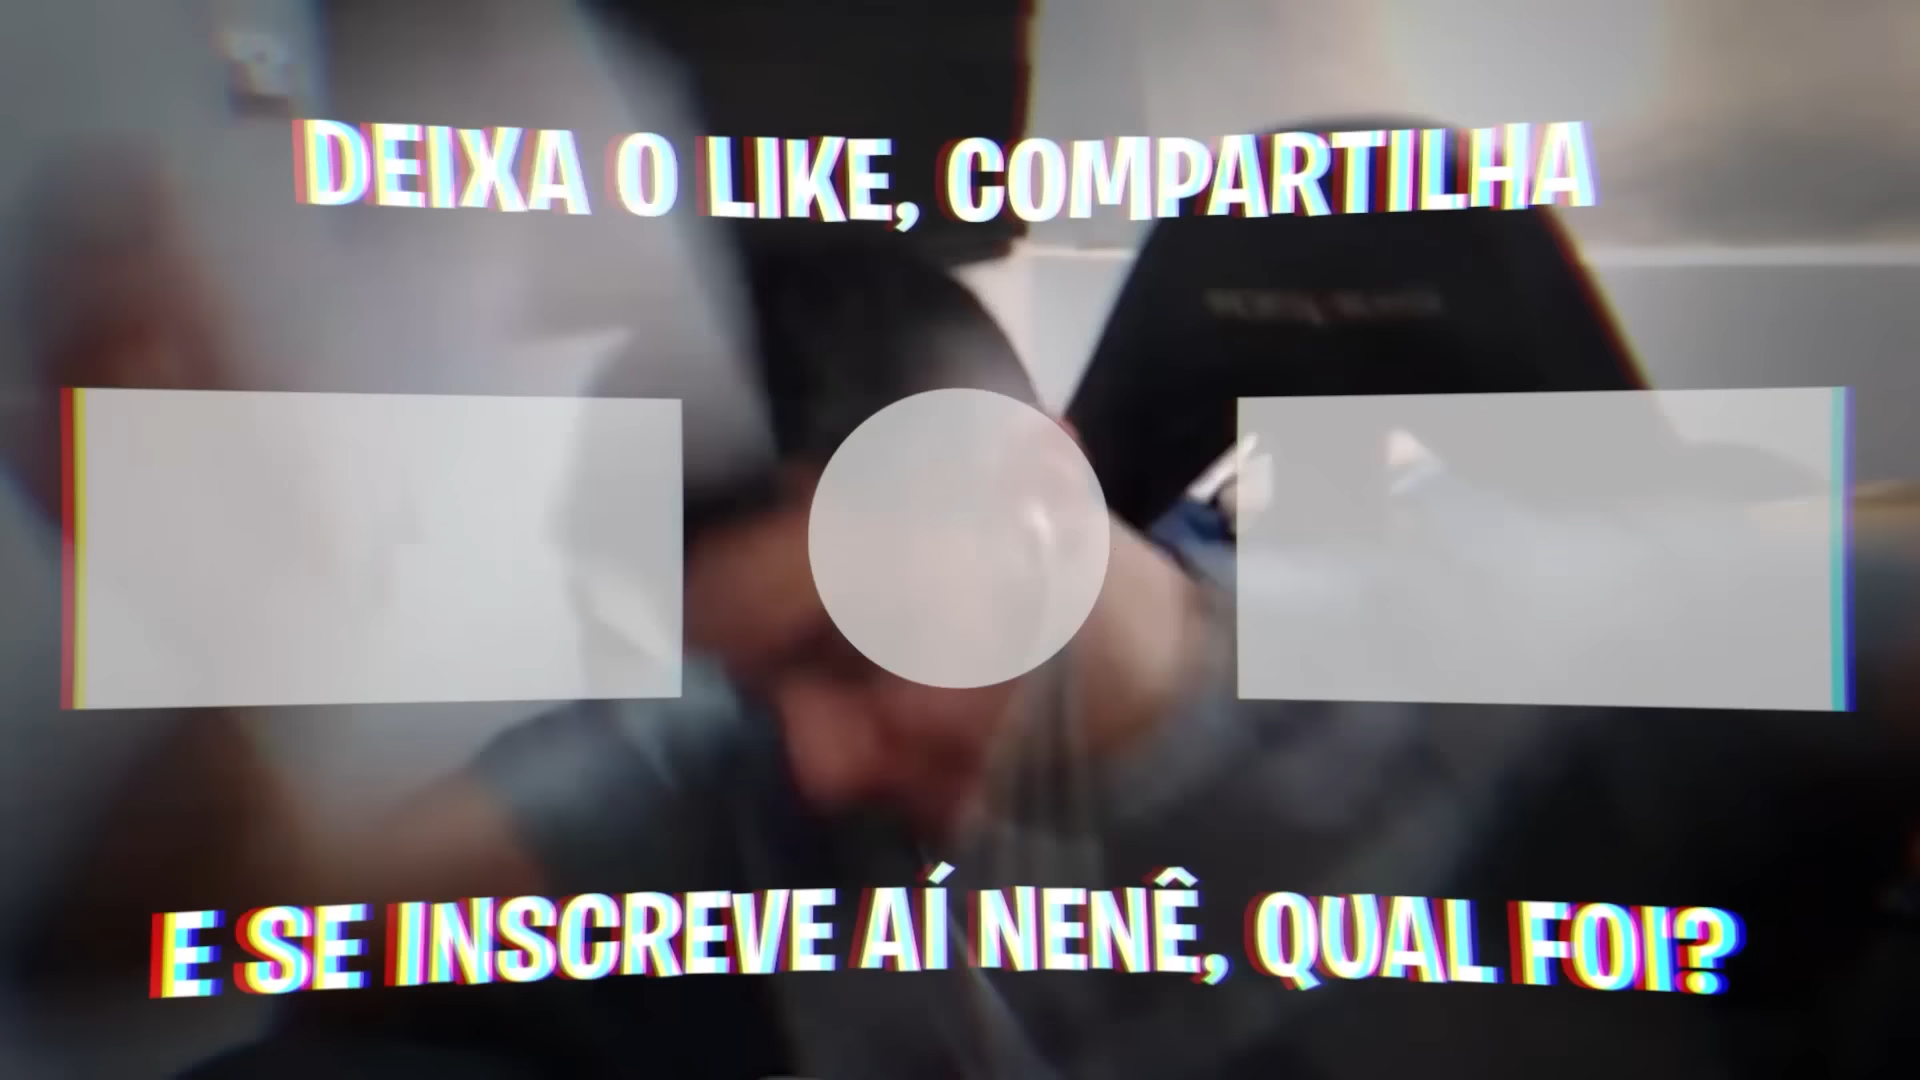 DEIXA O LIKE, COMPARTILHA
E SE INSCREVE AÍ NENÊ, QUAL FOI?